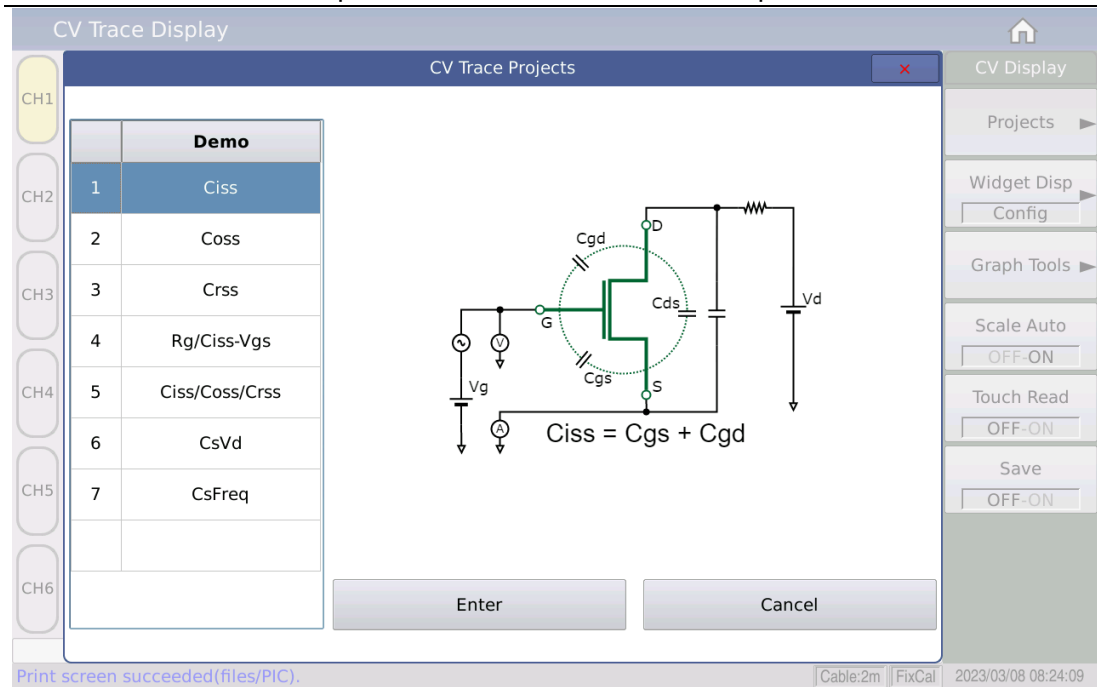 CV Trace Display
CV Trace Projects
×
CV Display
CH1
CH2
CH3
CH4
CH5
CH6
Demo
1 Ciss
2 Coss
3 Crss
4 Rg/Ciss-Vgs
5 Ciss/Coss/Crss
6 CsVd
7 CsFreq
D
Cgd
Cds
Vd
G
V
Cgs
S
Vg
A
Ciss = Cgs + Cgd
Enter
Cancel
Projects
Widget Disp
Config
Graph Tools
Scale Auto
OFF-ON
Touch Read
OFF-ON
Save
OFF-ON
Print screen succeeded(files/PIC).
Cable:2m
FixCal
2023/03/08 08:24:09